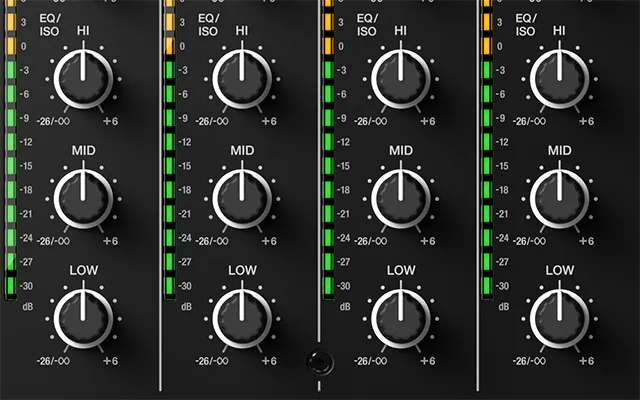 EQ/ EQ/ EQ/ EQ/
3 ISO HI 3 ISO HI 3 ISO HI 3 ISO HI
0 0 0 0
-3 -3 -3 -3
-6 -6 -6 -6
-9 -26/-∞ +6 -9 -26/-∞ +6 -9 -26/-∞ +6 -9 -26/-∞ +6
-12 MID -12 MID -12 MID -12 MID
-15 -15 -15 -15
-18 -18 -18 -18
-21 -21 -21 -21
-24 -26/-∞ +6 -24 -26/-∞ +6 -24 -26/-∞ +6 -24 -26/-∞ +6
-27 LOW -27 LOW -27 LOW -27 LOW
-30 -30 -30 -30
dB dB dB dB
-26/-∞ +6 -26/-∞ +6 -26/-∞ +6 -26/-∞ +6